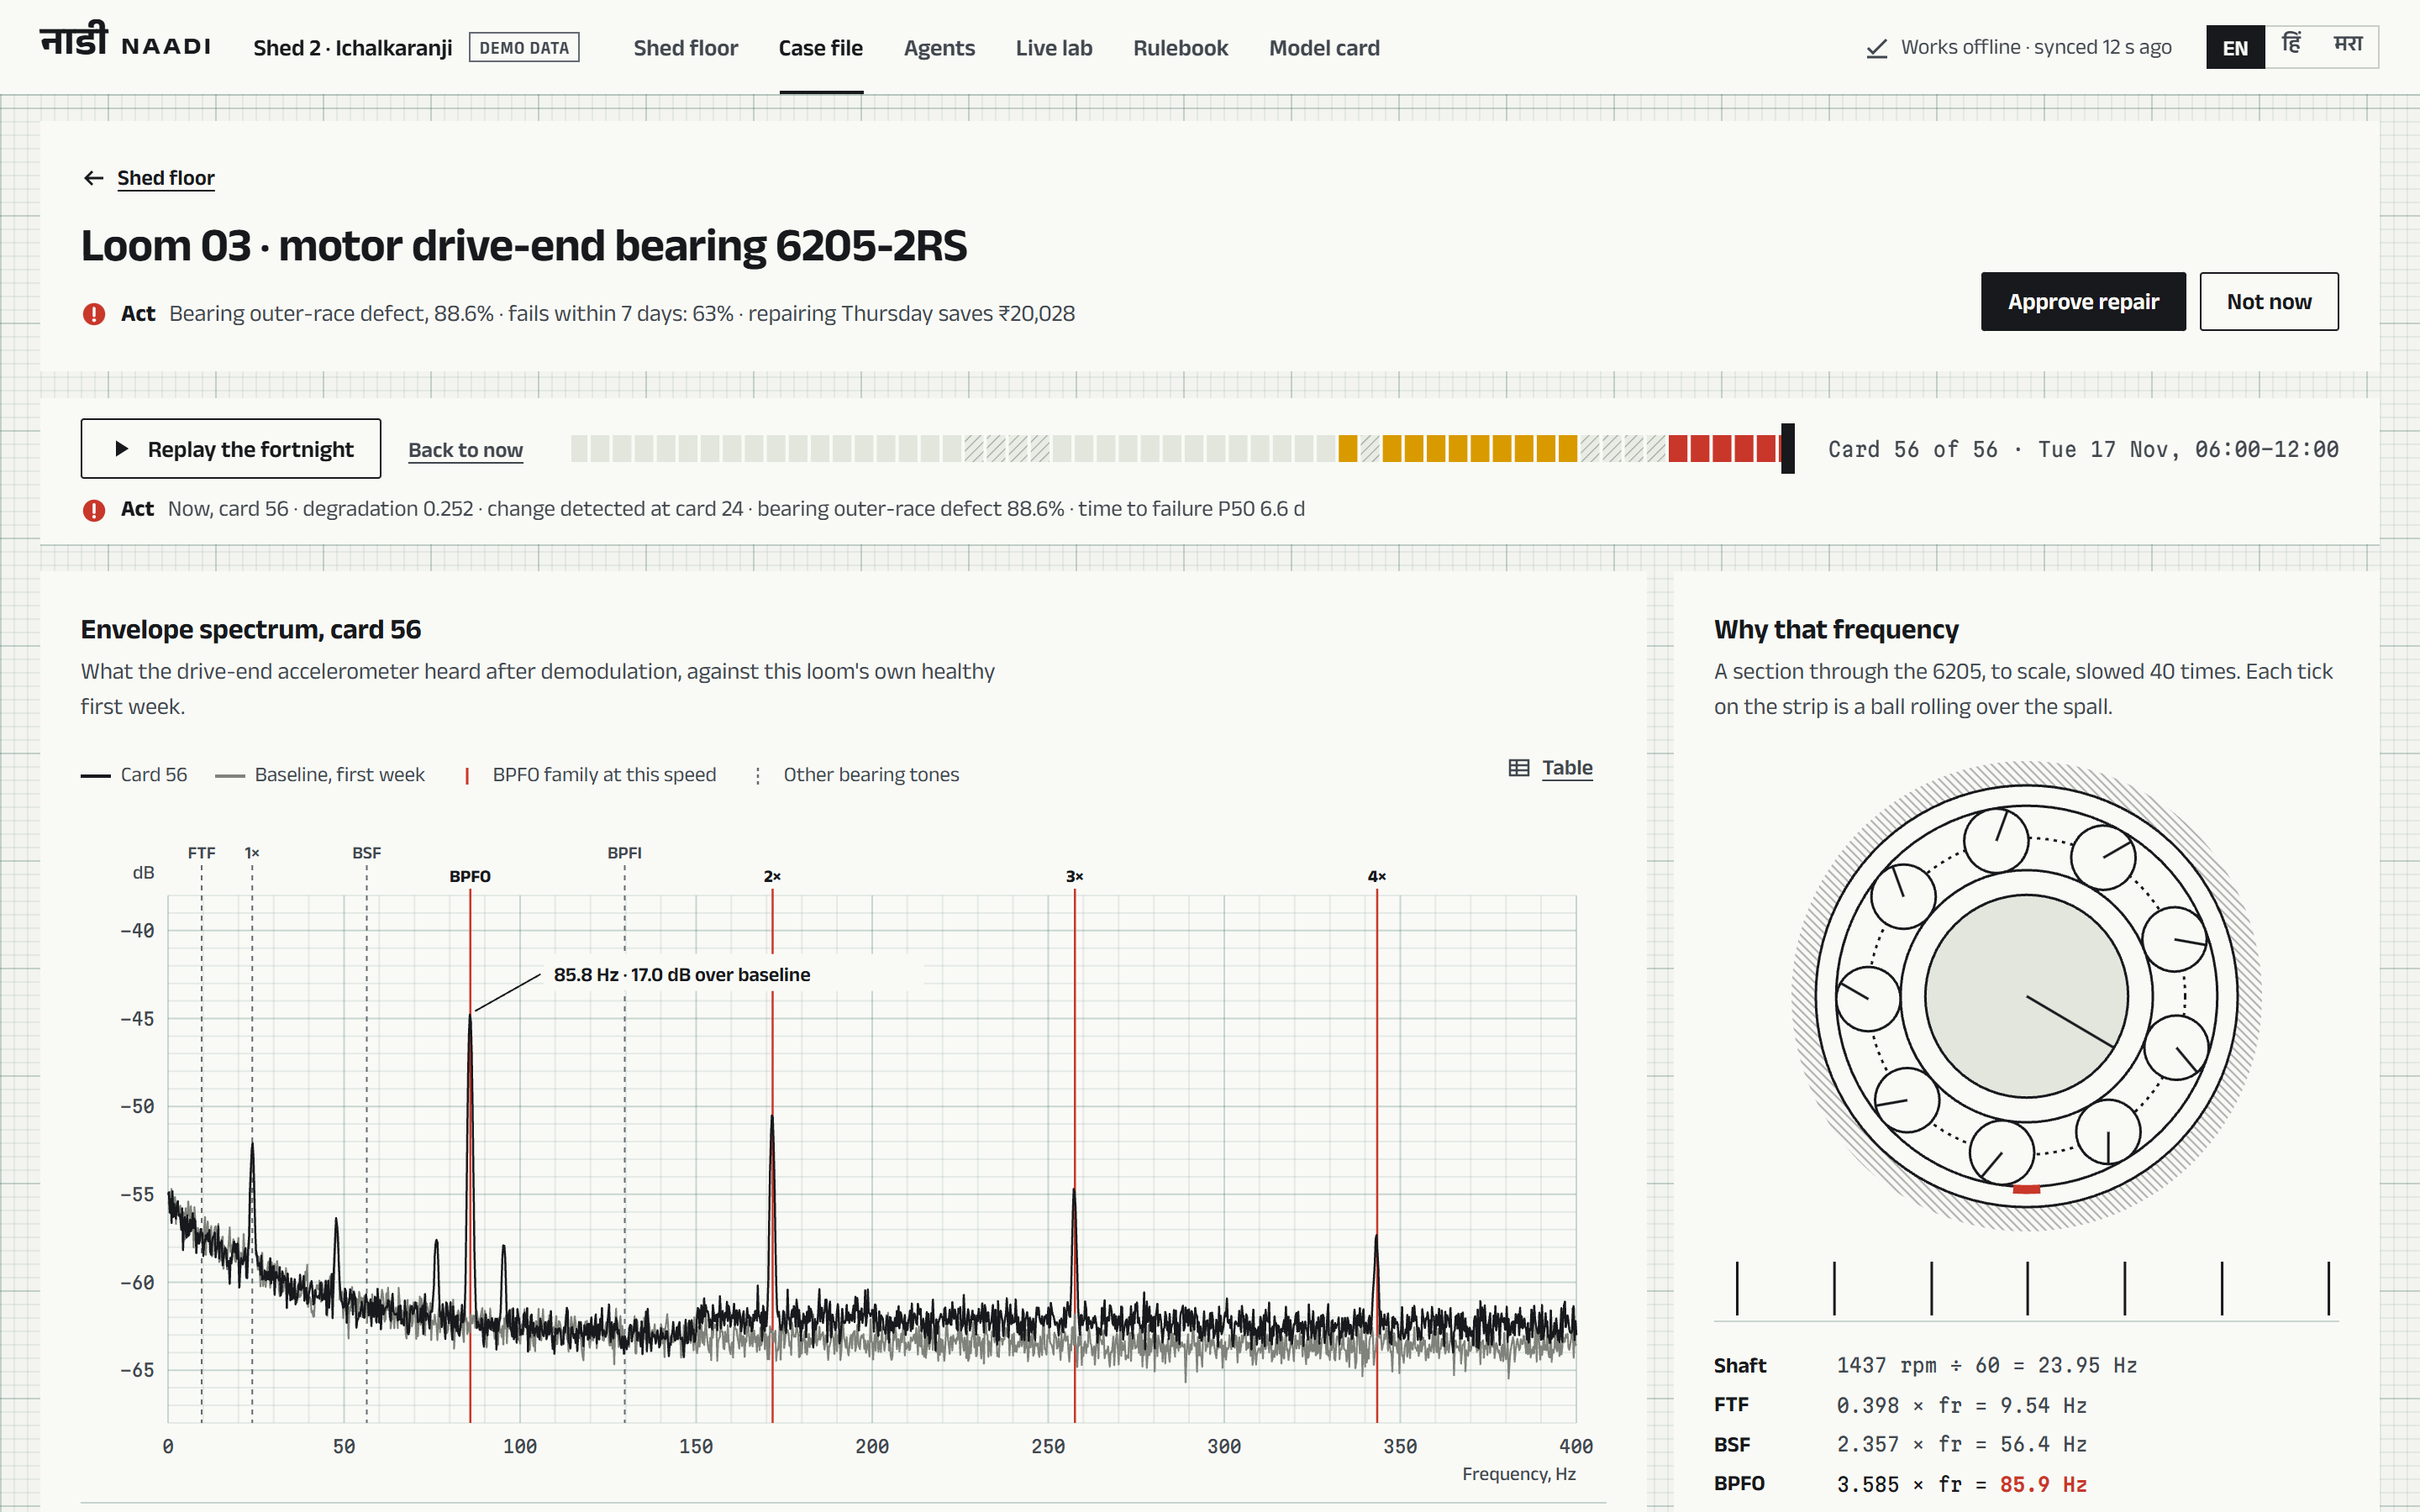 नाडी NAADI
Shed 2 · Ichalkaranji
DEMO DATA
Shed floor
Case file
Agents
Live lab
Rulebook
Model card
Works offline · synced 12 s ago
EN
हिं
मरा
Shed floor
Loom 03 · motor drive-end bearing 6205-2RS
Act Bearing outer-race defect, 88.6% · fails within 7 days: 63% · repairing Thursday saves ₹20,028
Approve repair
Not now
Replay the fortnight
Back to now
Card 56 of 56 · Tue 17 Nov, 06:00–12:00
Act Now, card 56 · degradation 0.252 · change detected at card 24 · bearing outer-race defect 88.6% · time to failure P50 6.6 d
Envelope spectrum, card 56
What the drive-end accelerometer heard after demodulation, against this loom's own healthy
first week.
Card 56
Baseline, first week
BPFO family at this speed
Other bearing tones
Table
FTF 1× BSF BPFI
dB
BPFO 2× 3× 4×
−40
85.8 Hz · 17.0 dB over baseline
−45
−50
−55
−60
−65
0 50 100 150 200 250 300 350 400
Frequency, Hz
Why that frequency
A section through the 6205, to scale, slowed 40 times. Each tick
on the strip is a ball rolling over the spall.
Shaft 1437 rpm ÷ 60 = 23.95 Hz
FTF 0.398 × fr = 9.54 Hz
BSF 2.357 × fr = 56.4 Hz
BPFO 3.585 × fr = 85.9 Hz